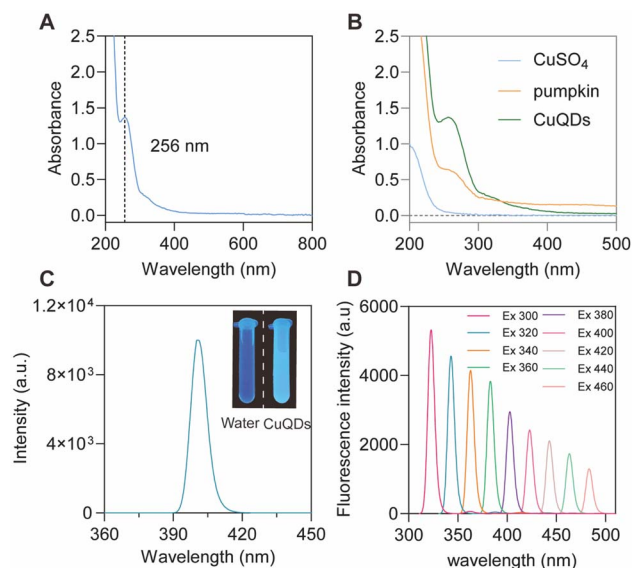 A
Absorbance
2.5
2.0
1.5
1.0
0.5
0.0
256 nm
200 400 600 800
Wavelength (nm)
B
Absorbance
2.5
2.0
1.5
1.0
0.5
0.0
CuSO4
pumpkin
CuQDs
200 300 400 500
Wavelength (nm)
C
Intensity (a.u.)
1.2×10⁴
8×10³
4×10³
0
Water CuQDs
360 390 420 450
Wavelength (nm)
D
Fluorescence intensity (a.u)
6000
4000
2000
0
Ex 300 Ex 380
Ex 320 Ex 400
Ex 340 Ex 420
Ex 360 Ex 440
Ex 460
300 350 400 450 500
wavelength (nm)